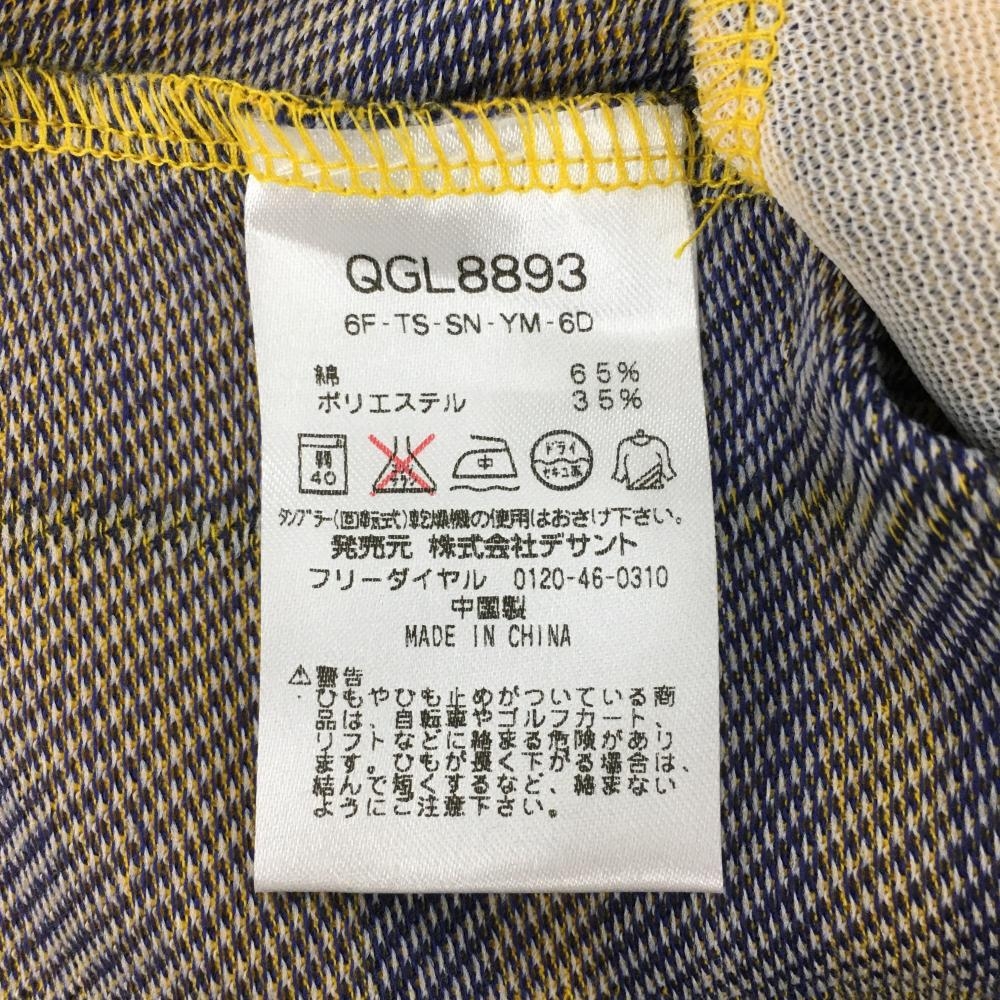 QGL8893
6F-TS-SN-YM-6D
綿 65%
ポリエステル 35%
弱 40
中
ドライ
セキユ系
タンブラー(回転式)乾燥機の使用はおさけ下さい。
発売元 株式会社デサント
フリーダイヤル 0120-46-0310
中国製
MADE IN CHINA
⚠警告
ひもやひも止めがついている商
品は、自転車やゴルフカート、
リフトなどに絡まる危険があり
ます。ひもが長く下がる場合は、
結んで短くするなど、絡まない
ようにご注意下さい。